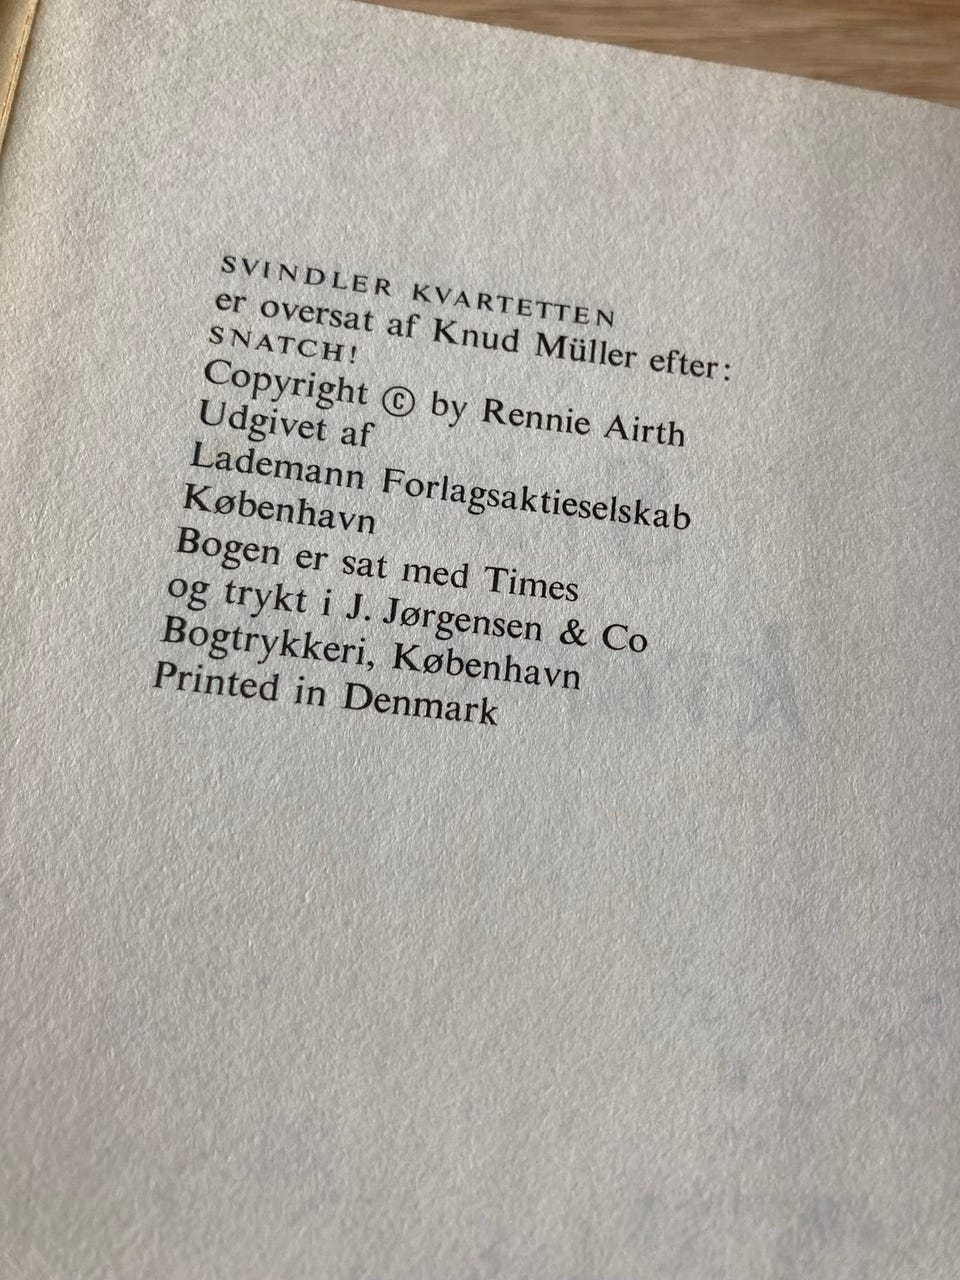 SVINDLER KVARTETTEN
er oversat af Knud Müller efter:
SNATCH!
Copyright © by Rennie Airth
Udgivet af
Lademann Forlagsaktieselskab
København
Bogen er sat med Times
og trykt i J. Jørgensen & Co
Bogtrykkeri, København
Printed in Denmark